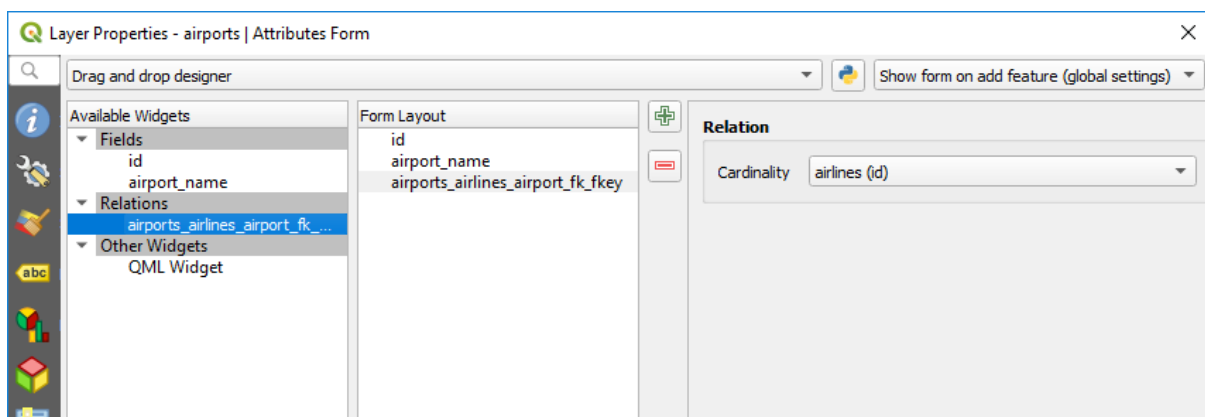 Layer Properties - airports | Attributes Form
Drag and drop designer
Show form on add feature (global settings)
Available Widgets
Fields
id
airport_name
Relations
airports_airlines_airport_fk_...
Other Widgets
QML Widget
Form Layout
id
airport_name
airports_airlines_airport_fk_fkey
Relation
Cardinality airlines (id)
i
abc